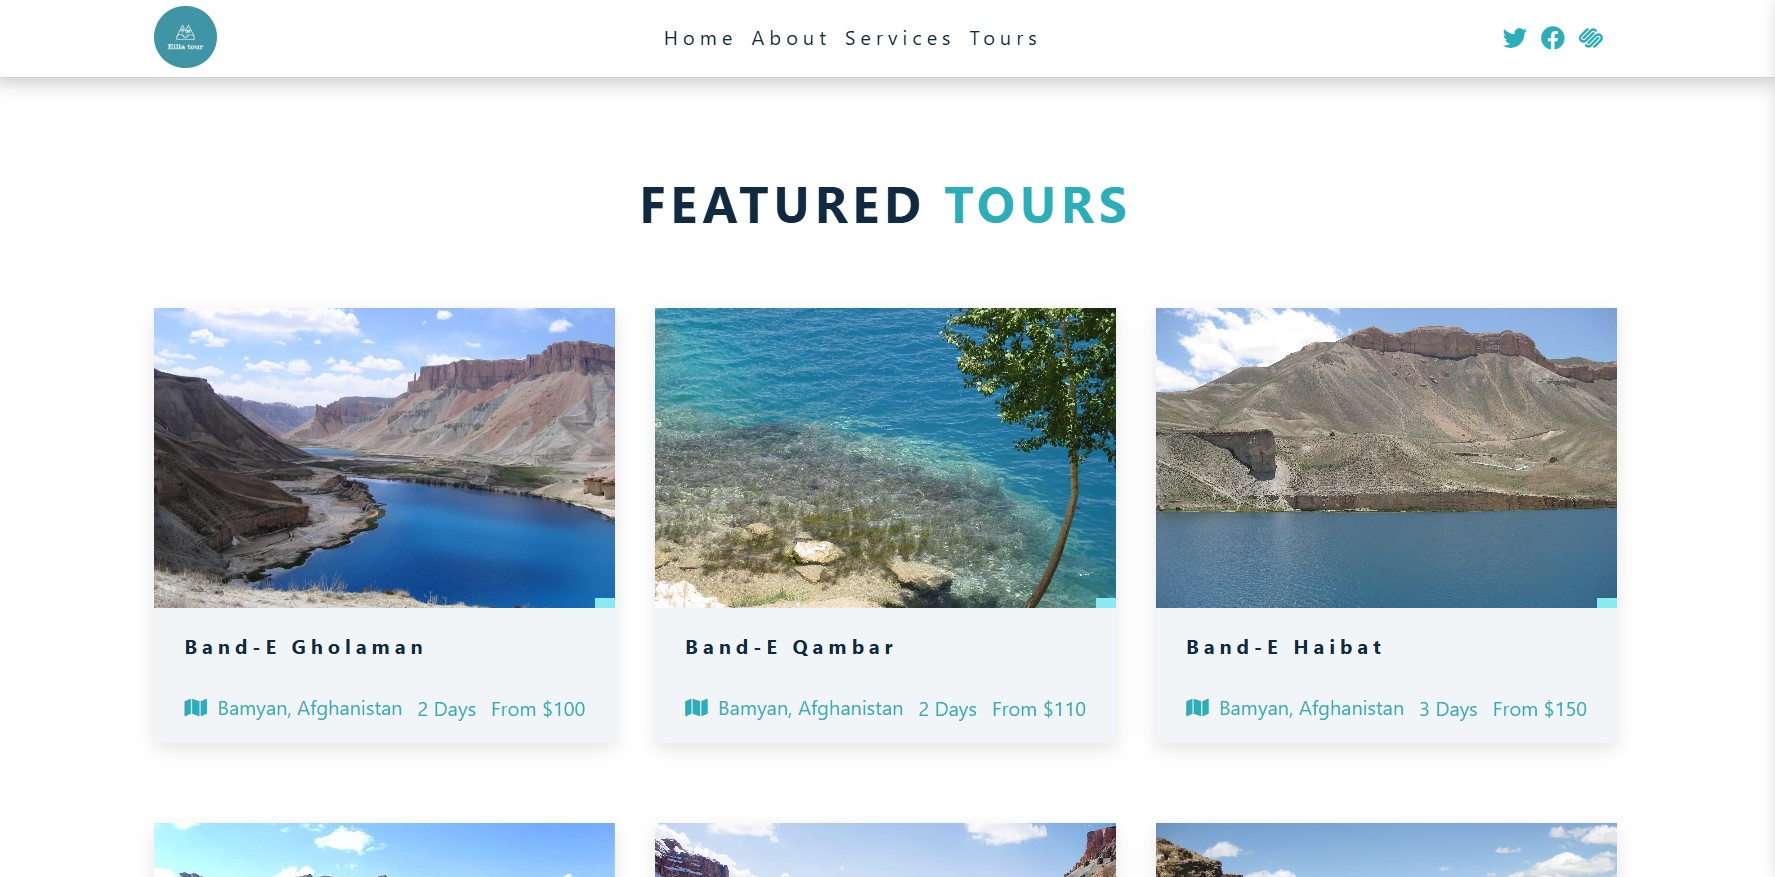 Eilia tour
Home About Services Tours
FEATURED TOURS
Band-E Gholaman
Bamyan, Afghanistan 2 Days From $100
Band-E Qambar
Bamyan, Afghanistan 2 Days From $110
Band-E Haibat
Bamyan, Afghanistan 3 Days From $150